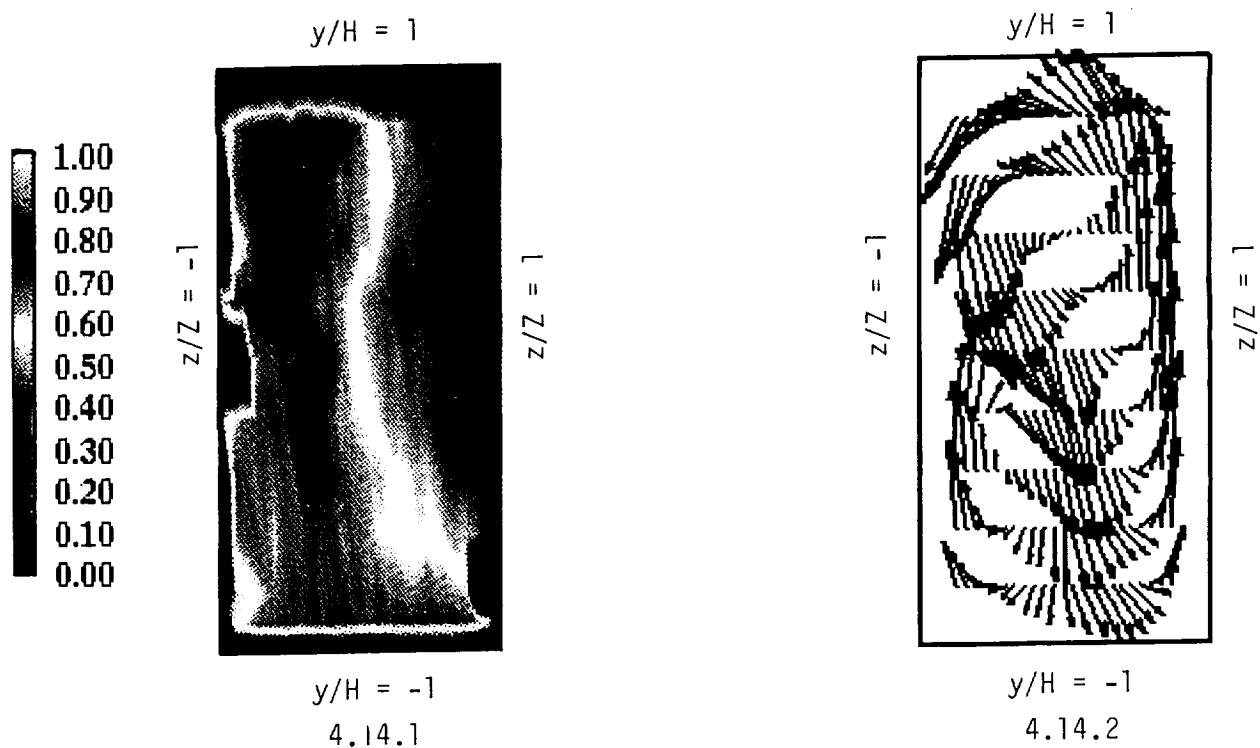 y/H = 1
1.00
0.90
0.80
0.70
0.60
0.50
0.40
0.30
0.20
0.10
0.00
z/Z = -1
z/Z = 1
y/H = -1
4.14.1
y/H = 1
z/Z = -1
z/Z = 1
y/H = -1
4.14.2